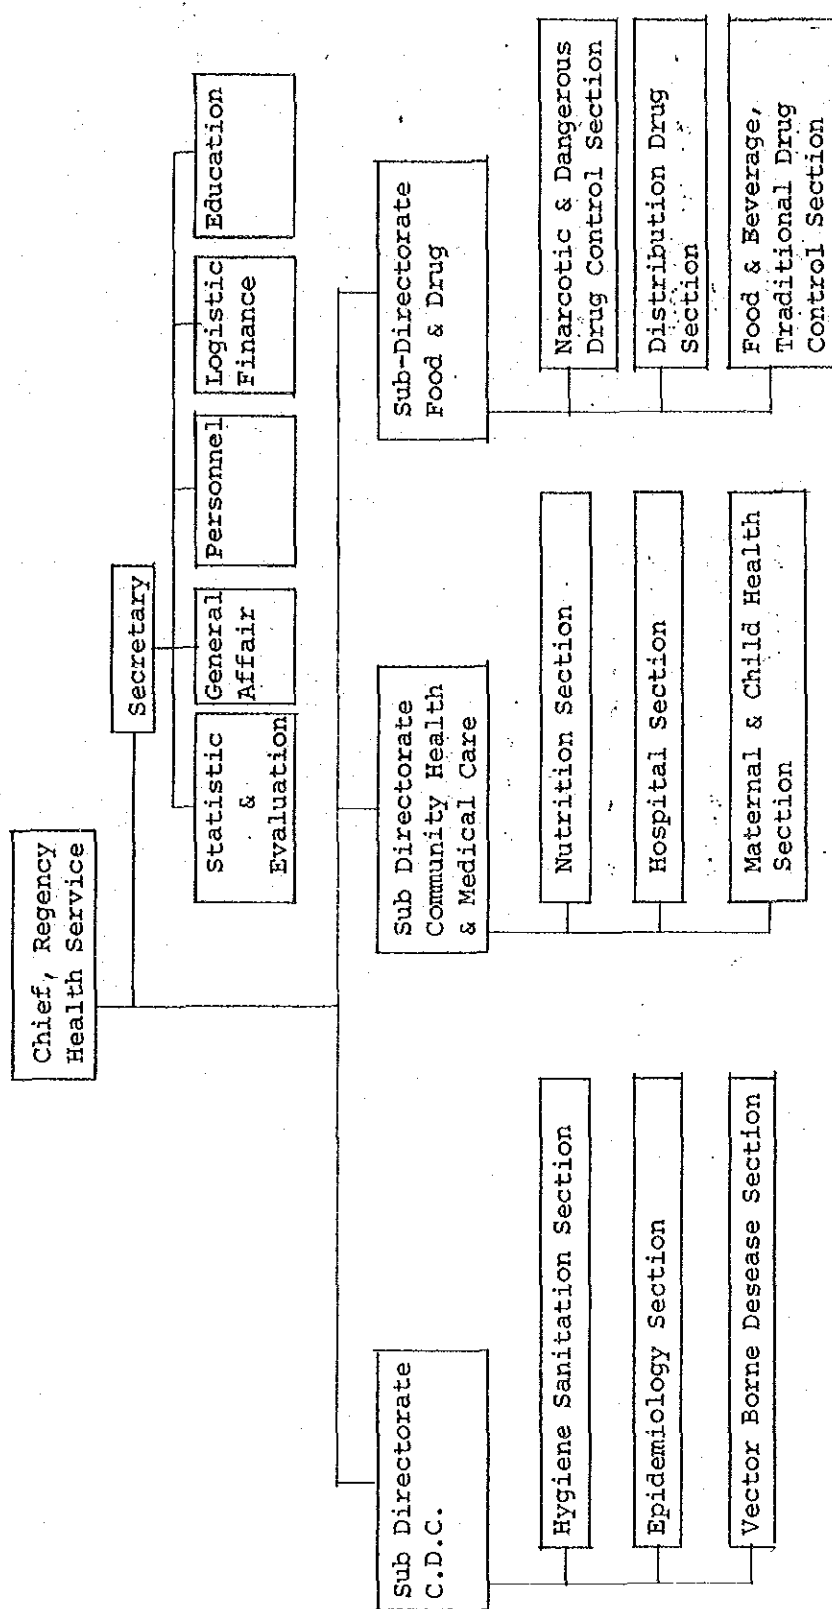 Chief, Regency
Health Service
Secretary
Statistic
&
Evaluation
General
Affair
Personnel
Logistic
Finance
Education
Sub Directorate
C.D.C.
Hygiene Sanitation Section
Epidemiology Section
Vector Borne Desease Section
Sub Directorate
Community Health
& Medical Care
Nutrition Section
Hospital Section
Maternal & Child Health
Section
Sub-Directorate
Food & Drug
Narcotic & Dangerous
Drug Control Section
Distribution Drug
Section
Food & Beverage,
Traditional Drug
Control Section